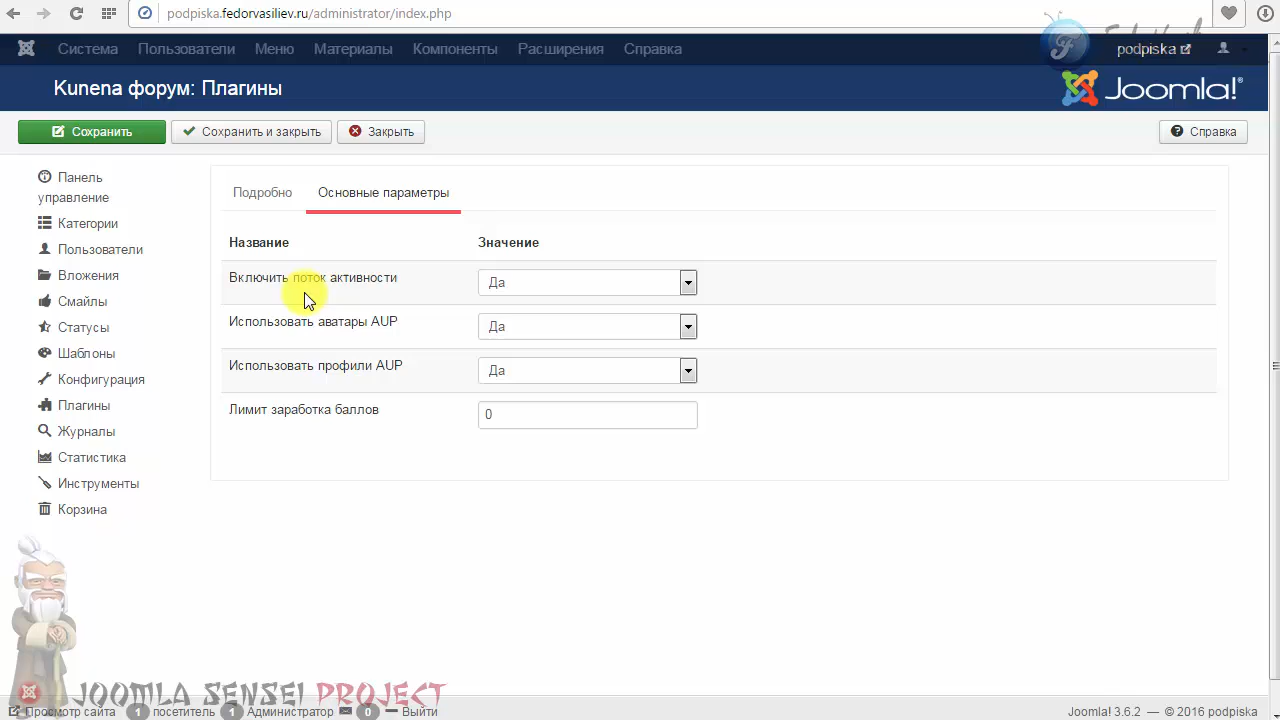 podpiska.fedorvasiliev.ru/administrator/index.php
Система Пользователи Меню Материалы Компоненты Расширения Справка podpiska
Kunena форум: Плагины
Joomla!®
Сохранить Сохранить и закрыть Закрыть Справка
Панель управление
Категории
Пользователи
Вложения
Смайлы
Статусы
Шаблоны
Конфигурация
Плагины
Журналы
Статистика
Инструменты
Корзина
Подробно Основные параметры
Название Значение
Включить поток активности Да
Использовать аватары AUP Да
Использовать профили AUP Да
Лимит заработка баллов 0
JOOMLA SENSEI PROJECT
Просмотр сайта 1 посетитель 1 Администратор 0 Выйти
Joomla! 3.6.2 — © 2016 podpiska